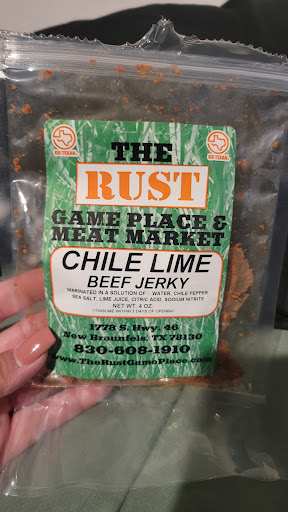 GO TEXAN.
GO TEXAN.
THE
RUST
GAME PLACE &
MEAT MARKET
CHILE LIME
BEEF JERKY
MARINATED IN A SOLUTION OF : WATER, CHILE PEPPER
SEA SALT, LIME JUICE, CITRIC ACID, SODIUM NITRITE
NET WT. 4 OZ.
CONSUME WITHIN 3 DAYS OF OPENING
1778 S. Hwy. 46
New Braunfels, TX 78130
830-608-1910
www.TheRustGamePlace.com